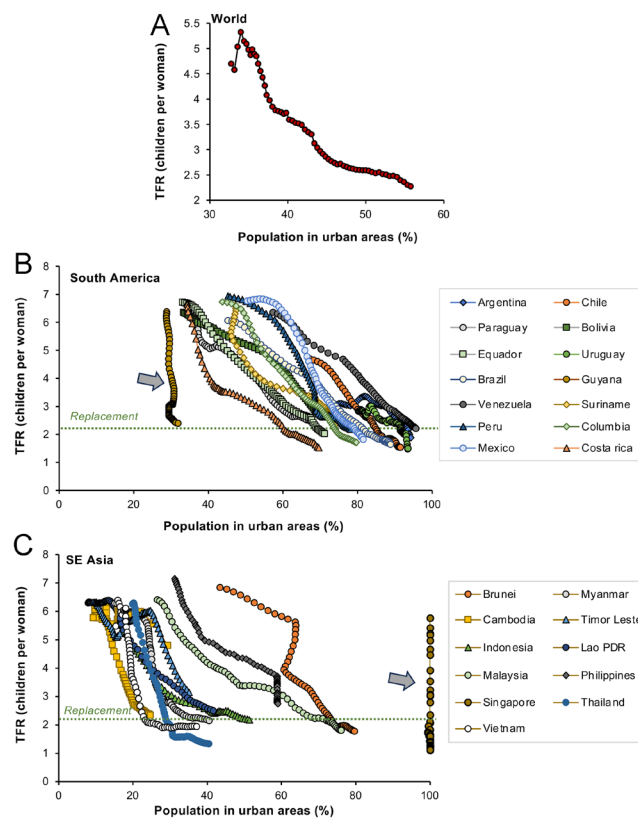 A
World
TFR (children per woman)
5.5
5
4.5
4
3.5
3
2.5
2
30
40
50
60
Population in urban areas (%)
B
South America
TFR (children per woman)
8
7
6
5
4
3
2
1
Replacement
0
20
40
60
80
100
Population in urban areas (%)
Argentina
Chile
Paraguay
Bolivia
Equador
Uruguay
Brazil
Guyana
Venezuela
Suriname
Peru
Columbia
Mexico
Costa rica
C
SE Asia
TFR (children per woman)
8
7
6
5
4
3
2
1
0
Replacement
0
20
40
60
80
100
Population in urban areas (%)
Brunei
Myanmar
Cambodia
Timor Leste
Indonesia
Lao PDR
Malaysia
Philippines
Singapore
Thailand
Vietnam